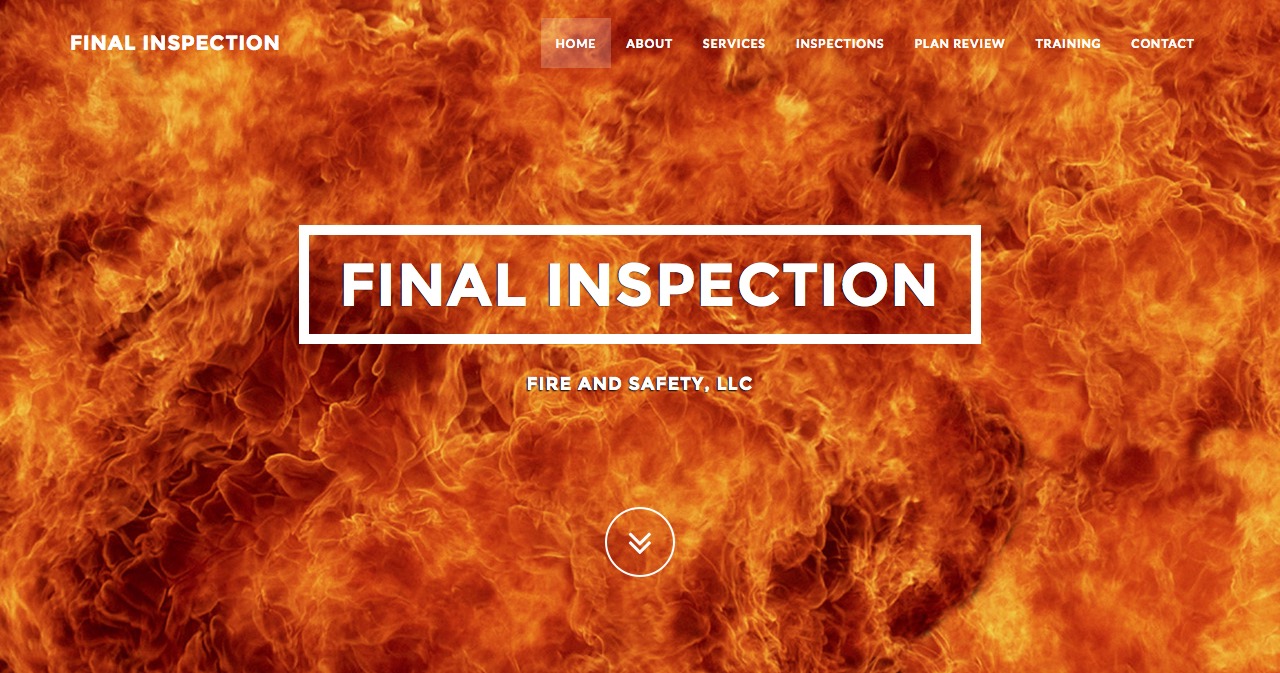 FINAL INSPECTION
HOME ABOUT SERVICES INSPECTIONS PLAN REVIEW TRAINING CONTACT
FINAL INSPECTION
FIRE AND SAFETY, LLC